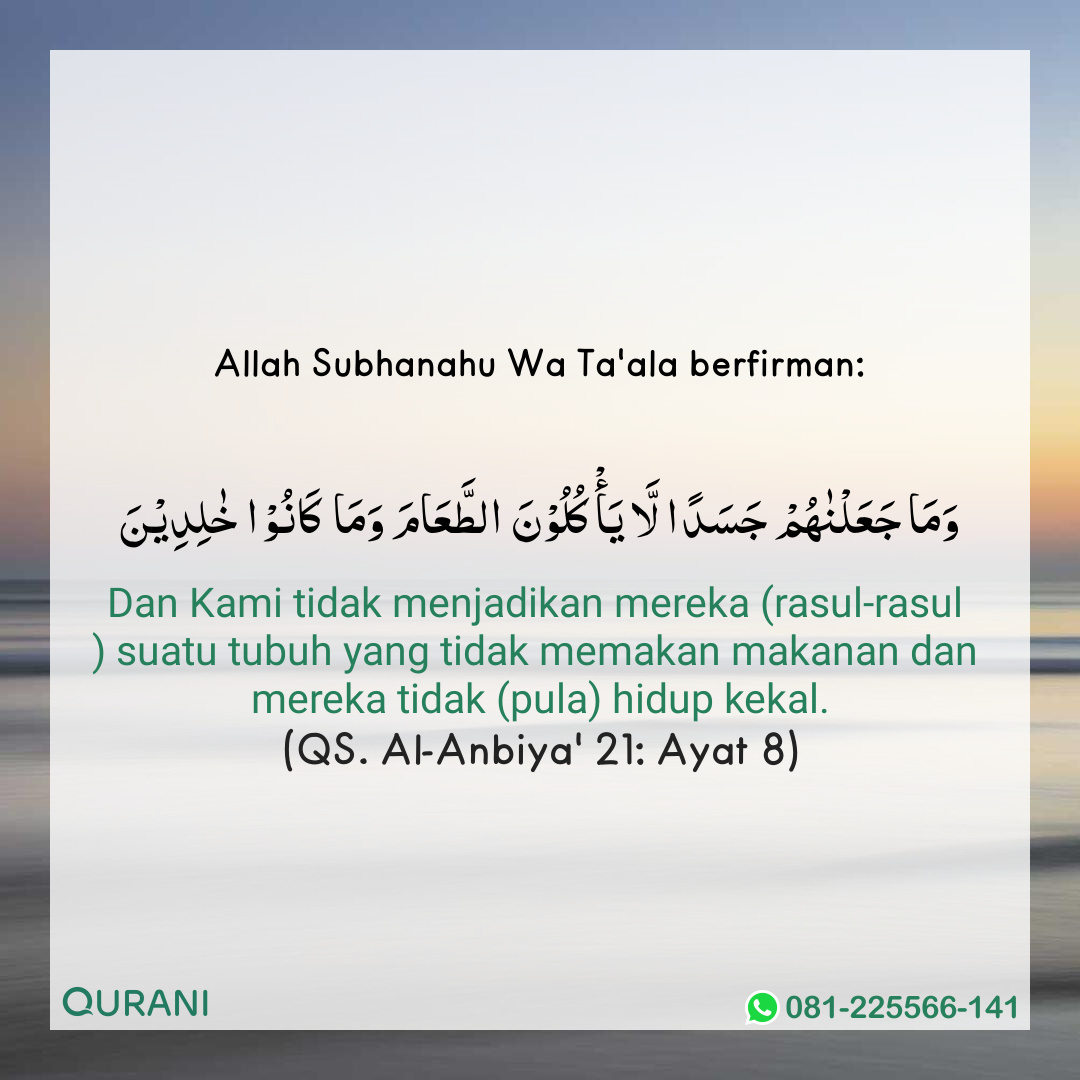 Allah Subhanahu Wa Ta'ala berfirman:
وَمَا جَعَلْنٰهُمْ جَسَدًا لَّا يَأْكُلُوْنَ الطَّعَامَ وَمَا كَانُوْا خٰلِدِيْنَ
Dan Kami tidak menjadikan mereka (rasul-rasul
) suatu tubuh yang tidak memakan makanan dan
mereka tidak (pula) hidup kekal.
(QS. Al-Anbiya' 21: Ayat 8)
QURANI
081-225566-141